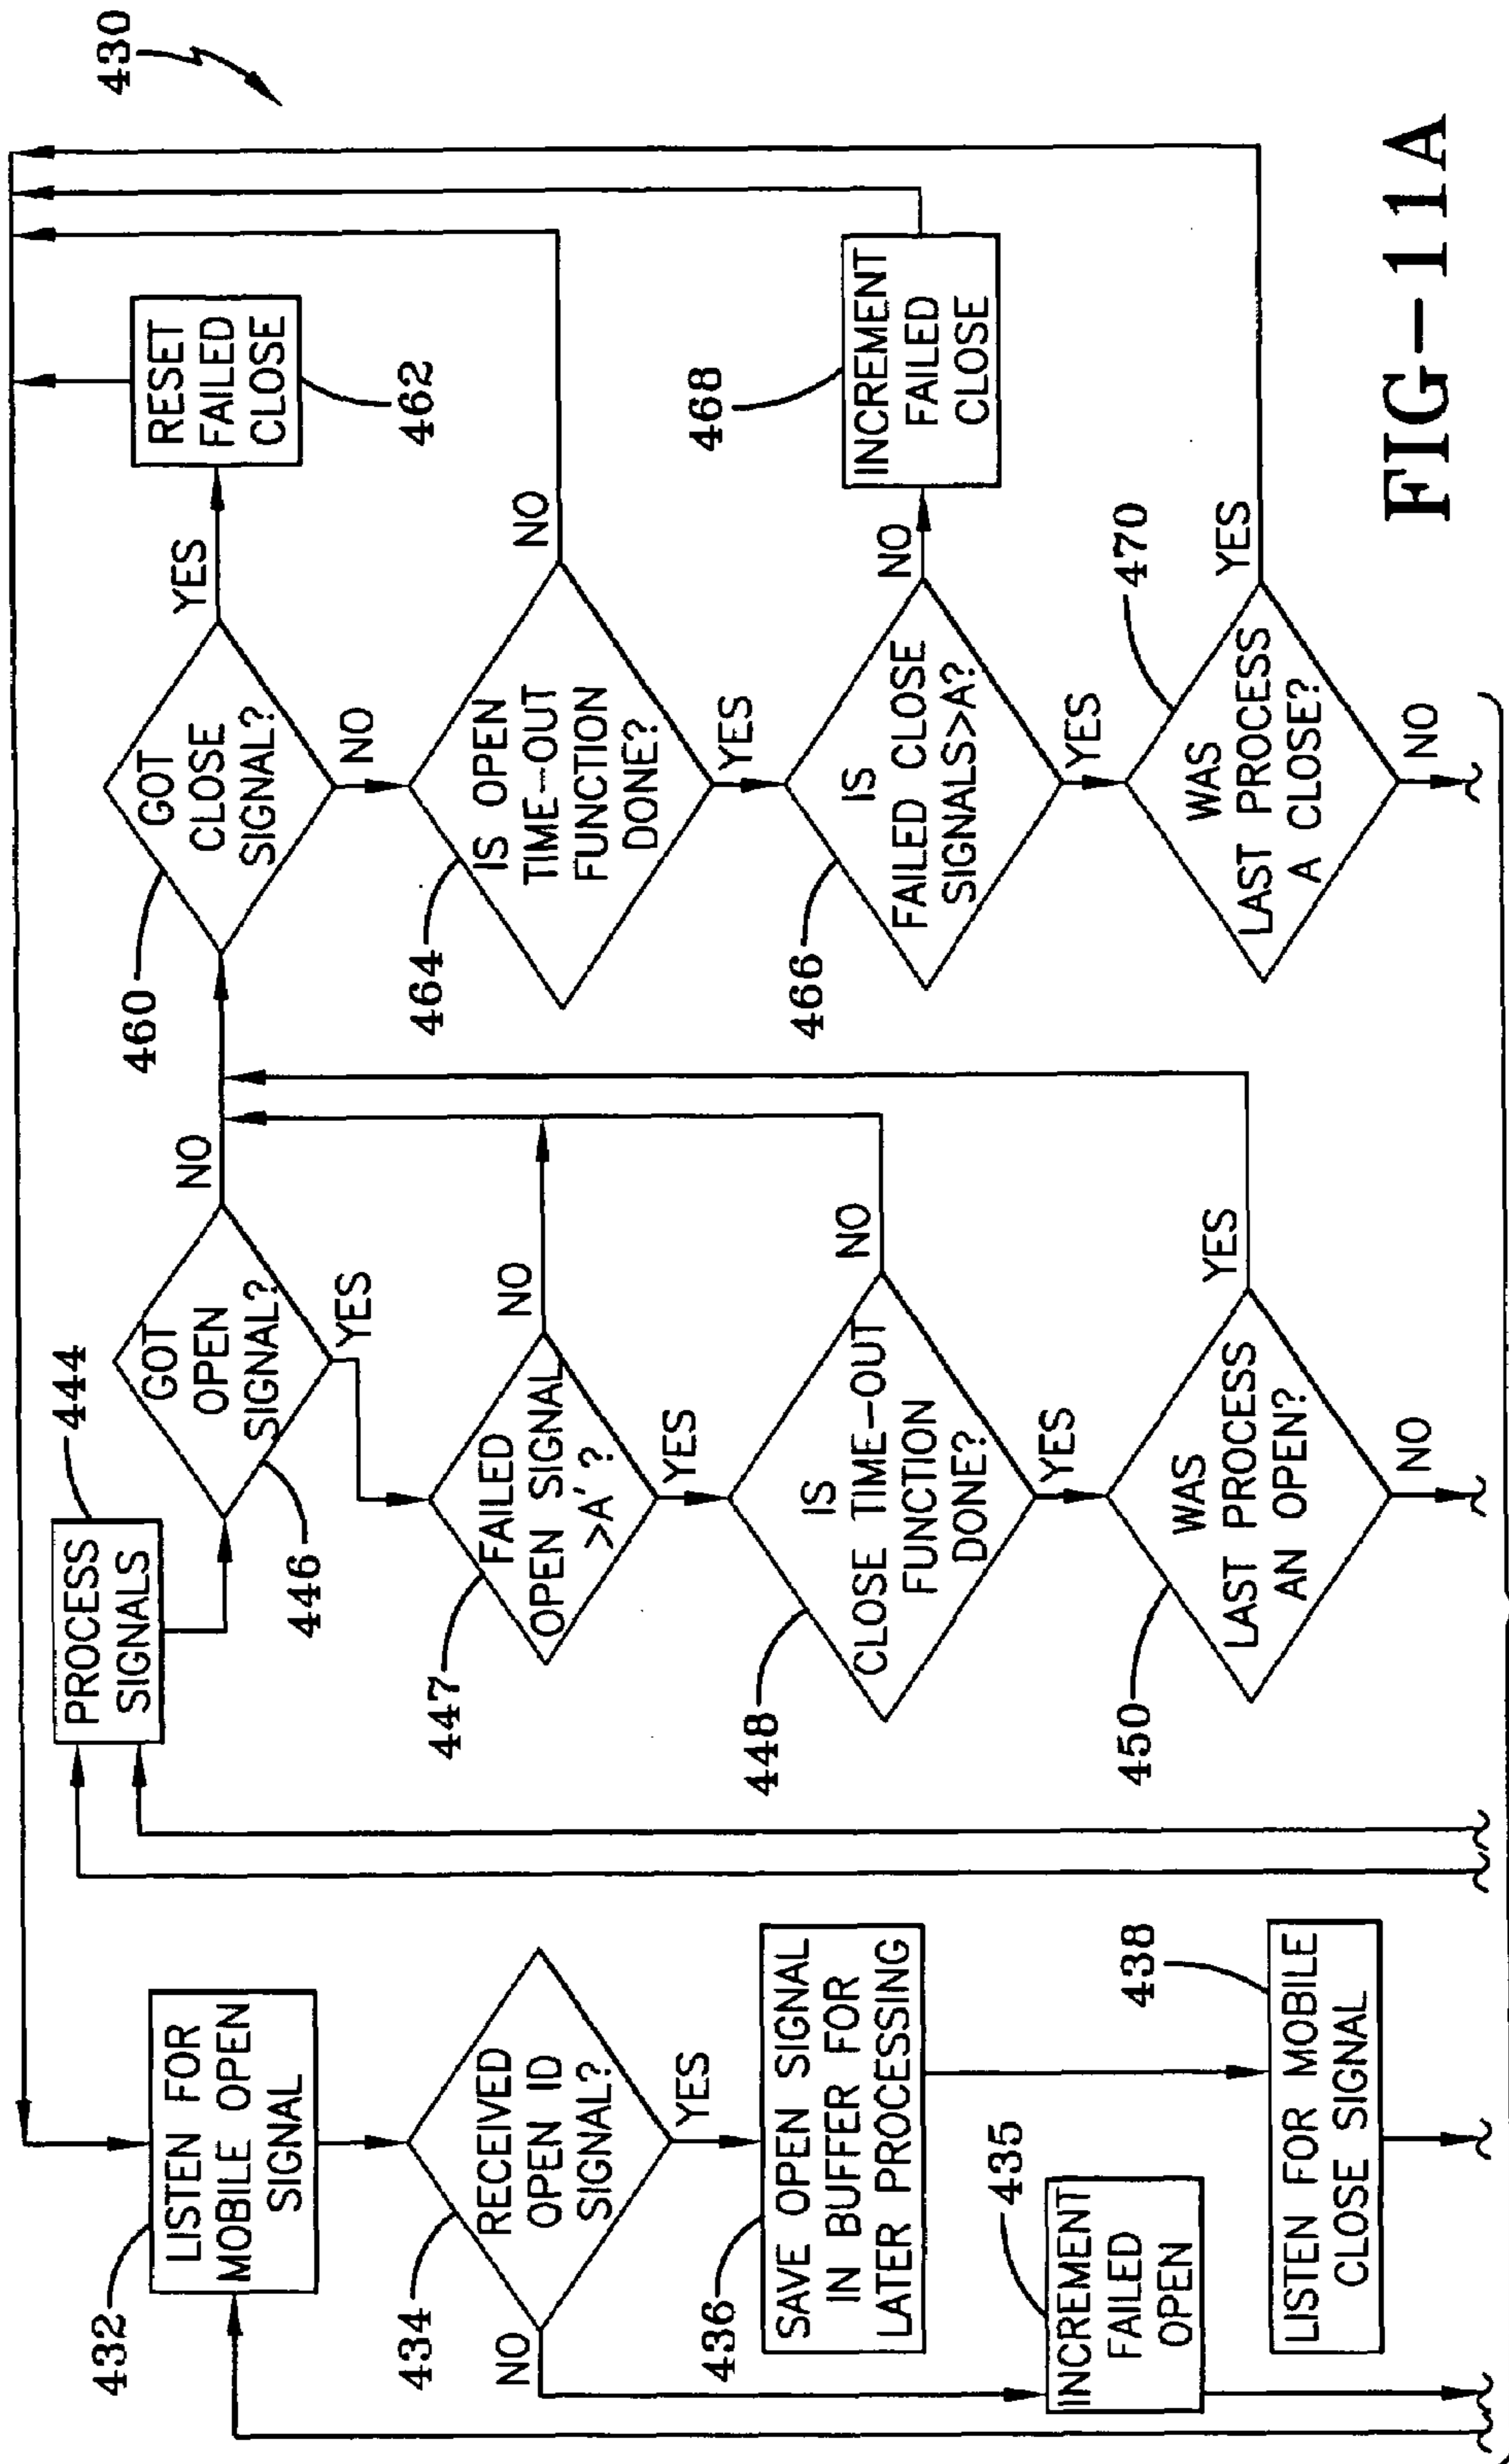 430
432
LISTEN FOR
MOBILE OPEN
SIGNAL
434
RECEIVED
OPEN ID
SIGNAL?
NO
YES
436
SAVE OPEN SIGNAL
IN BUFFER FOR
LATER PROCESSING
435
INCREMENT
FAILED
OPEN
438
LISTEN FOR MOBILE
CLOSE SIGNAL
PROCESS
SIGNALS
444
GOT
OPEN
SIGNAL?
446
NO
YES
447
FAILED
OPEN SIGNAL
>A'?
NO
YES
448
IS
CLOSE TIME-OUT
FUNCTION
DONE?
NO
YES
450
WAS
LAST PROCESS
AN OPEN?
YES
NO
460
GOT
CLOSE
SIGNAL?
YES
NO
RESET
FAILED
CLOSE
462
464
IS OPEN
TIME-OUT
FUNCTION
DONE?
NO
YES
466
IS
FAILED CLOSE
SIGNALS>A?
NO
YES
468
INCREMENT
FAILED
CLOSE
470
WAS
LAST PROCESS
A CLOSE?
YES
NO
FIG-11A